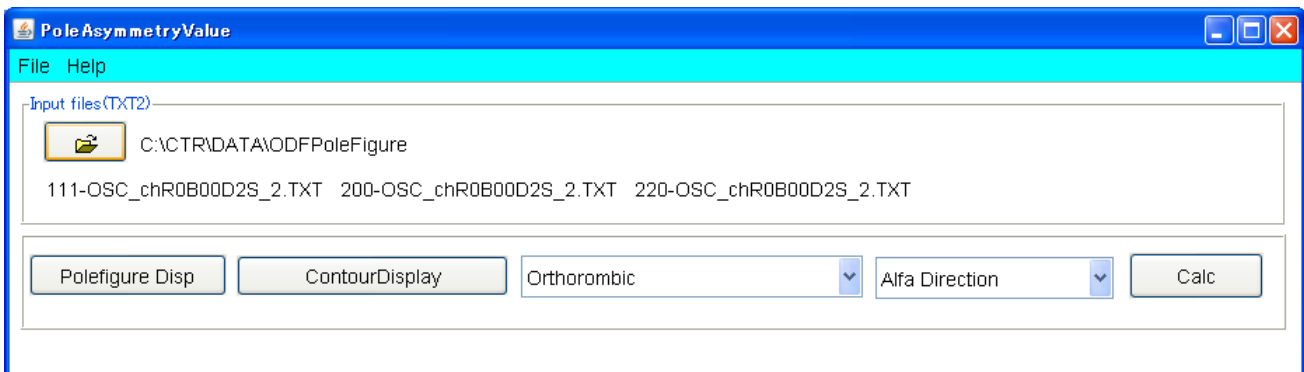 PoleAsymmetryValue
File Help
Input files(TXT2)
C:\CTR\DATA\ODFPoleFigure
111-OSC_chR0B00D2S_2.TXT 200-OSC_chR0B00D2S_2.TXT 220-OSC_chR0B00D2S_2.TXT
Polefigure Disp ContourDisplay Orthorombic Alfa Direction Calc